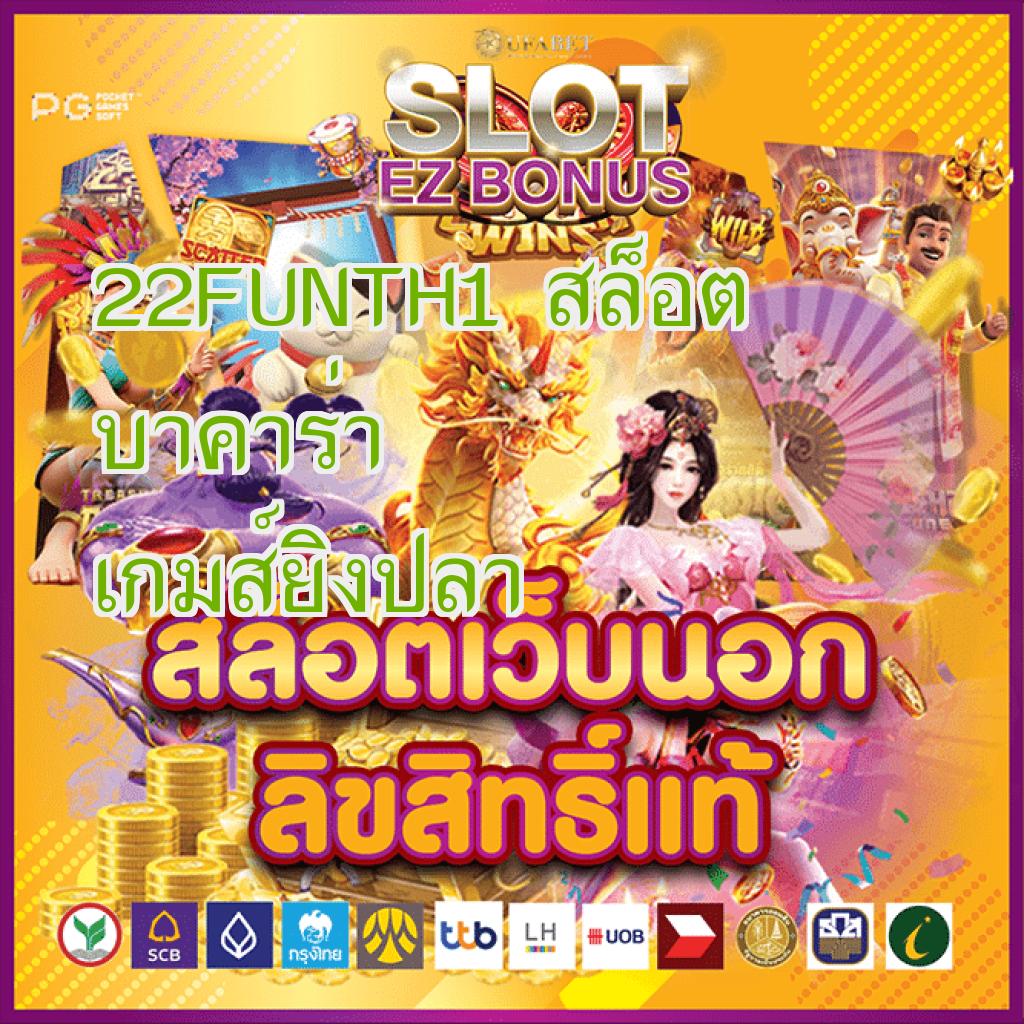 UFABET
PG POCKET GAMES SOFT
SLOT
EZ BONUS
WINS
SCATTER
WILD
22FUNTH1 สล็อต
บาคาร่า
เกมส์ยิงปลา
สล็อตเว็บนอก
ลิขสิทธิ์แท้
SCB
กรุงไทย
ttb
LH
UOB